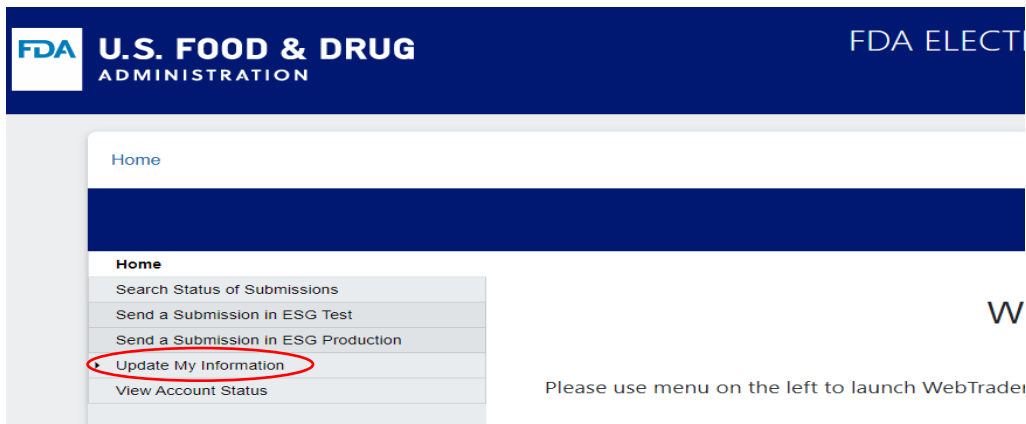 FDA
U.S. FOOD & DRUG
ADMINISTRATION
FDA ELECT
Home
Home
Search Status of Submissions
Send a Submission in ESG Test
Send a Submission in ESG Production
Update My Information
View Account Status
W
Please use menu on the left to launch WebTrader